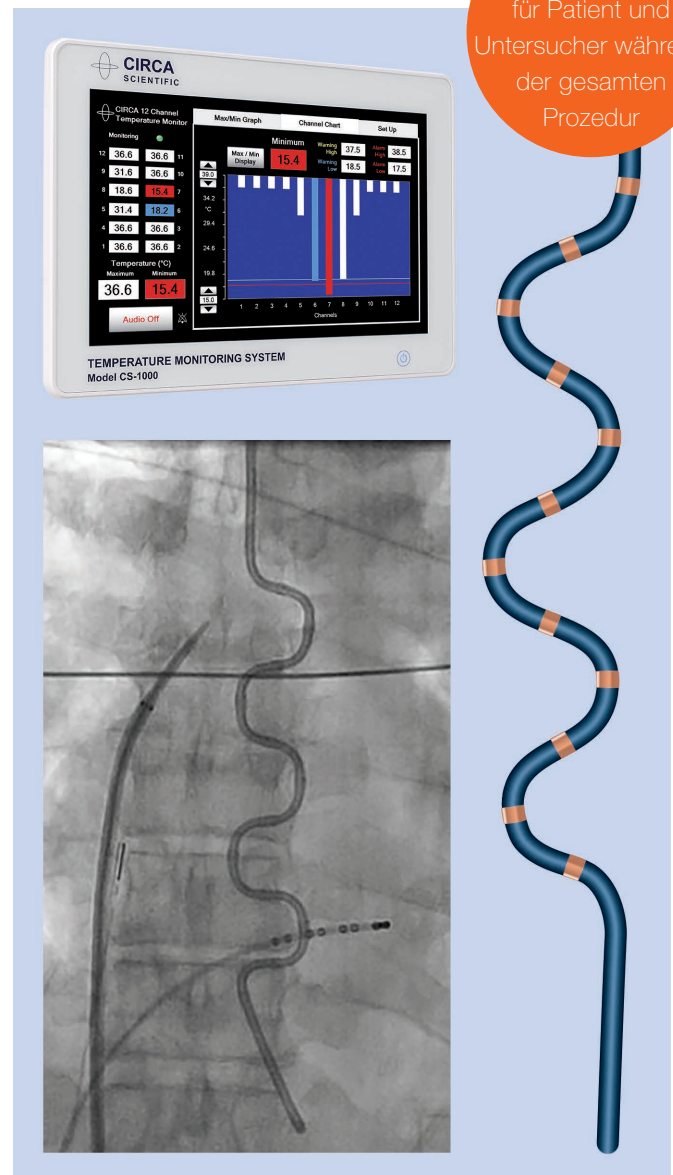 für Patient und
Untersucher währe
der gesamten
Prozedur
CIRCA
SCIENTIFIC
CIRCA 12 Channel
Temperature Monitor
Monitoring
12 36.6 36.6 11
9 31.6 36.6 10
8 18.6 15.4 7
5 31.4 18.2 6
4 36.6 36.6 3
1 36.6 36.6 2
Temperature (°C)
Maximum Minimum
36.6 15.4
Audio Off
Max/Min Graph Channel Chart Set Up
Max / Min
Display
Minimum
15.4
Warning
High 37.5
Alarm
High 38.5
Warning
Low 18.5
Alarm
Low 17.5
39.0
34.2
°C
29.4
24.6
19.8
15.0
1 2 3 4 5 6 7 8 9 10 11 12
Channels
TEMPERATURE MONITORING SYSTEM
Model CS-1000